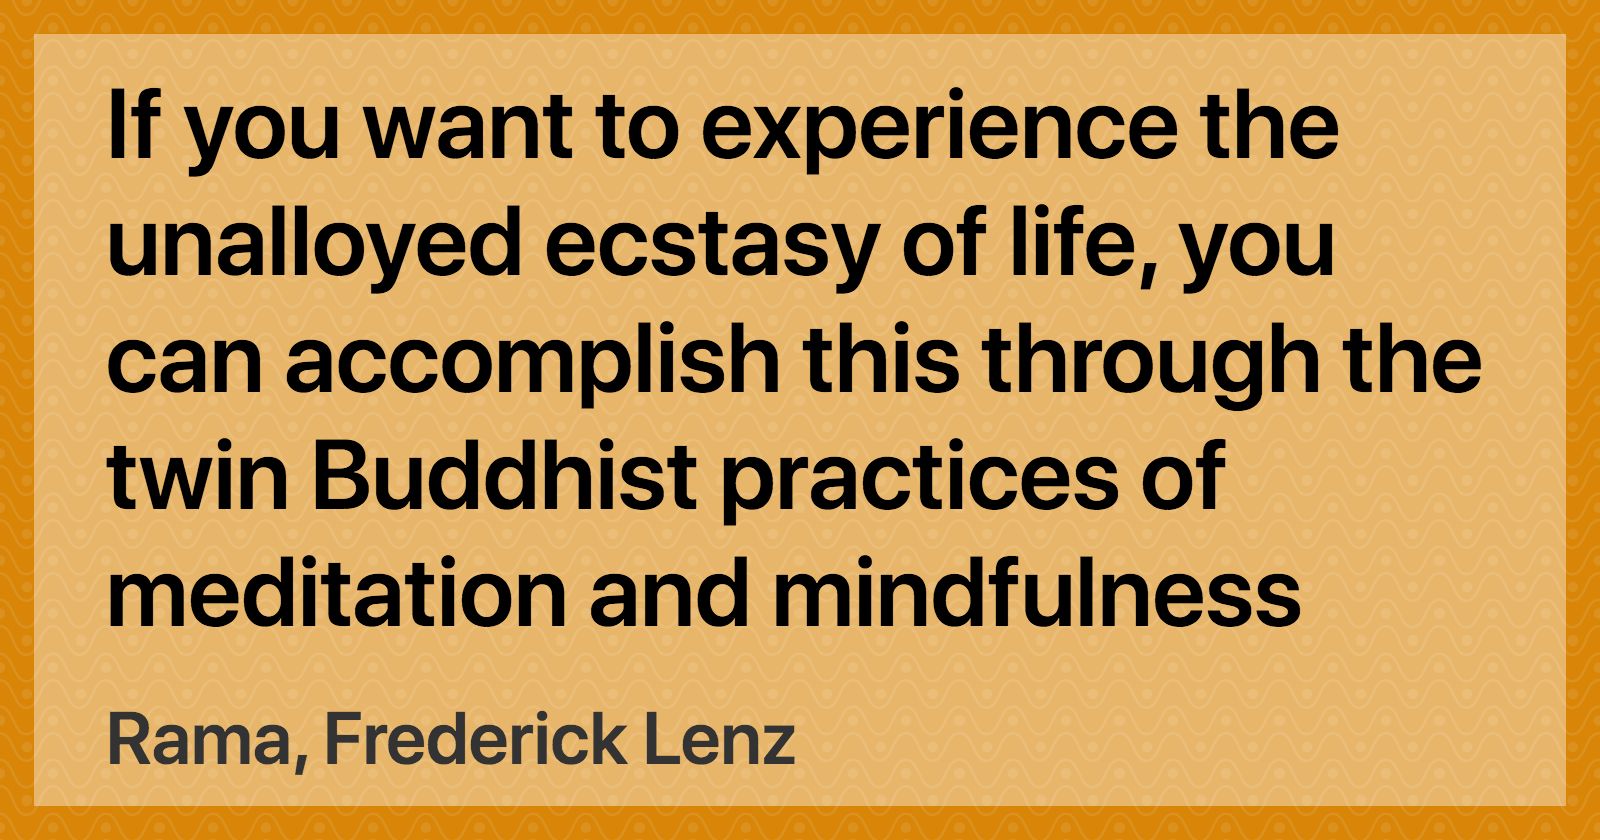 If you want to experience the
unalloyed ecstasy of life, you
can accomplish this through the
twin Buddhist practices of
meditation and mindfulness
Rama, Frederick Lenz